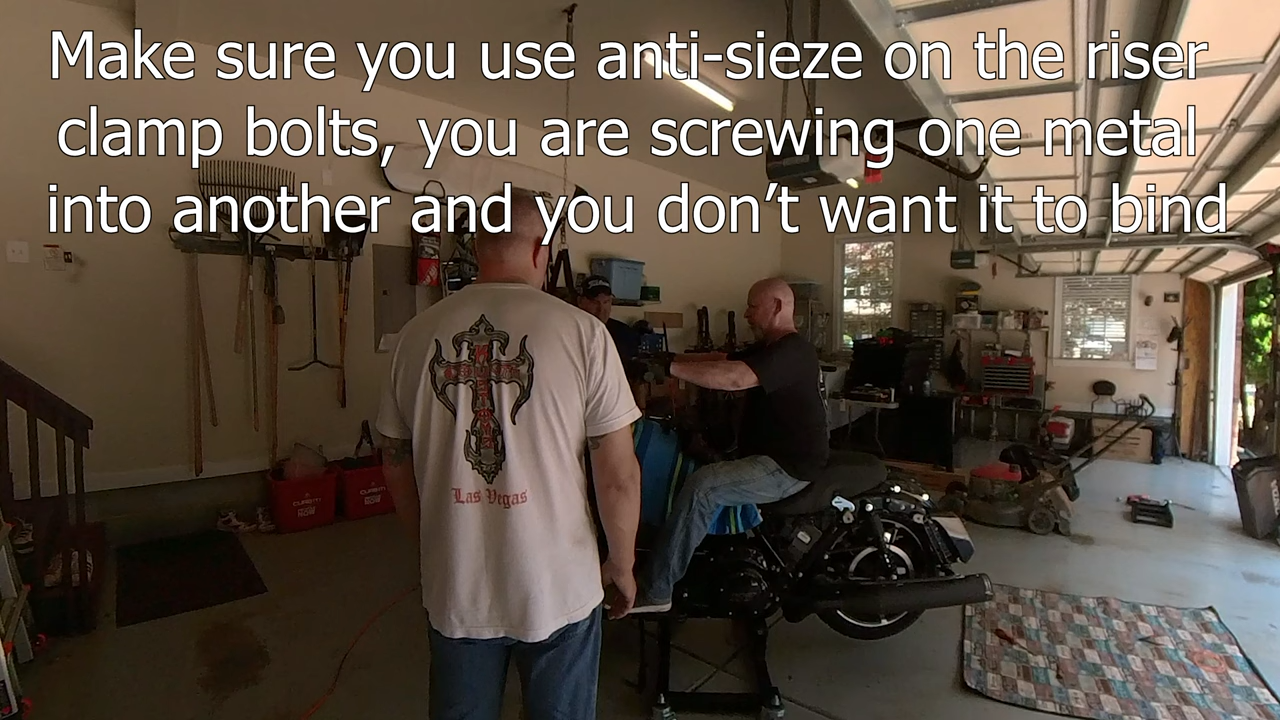 Make sure you use anti-sieze on the riser
clamp bolts, you are screwing one metal
into another and you don't want it to bind
Las Vegas